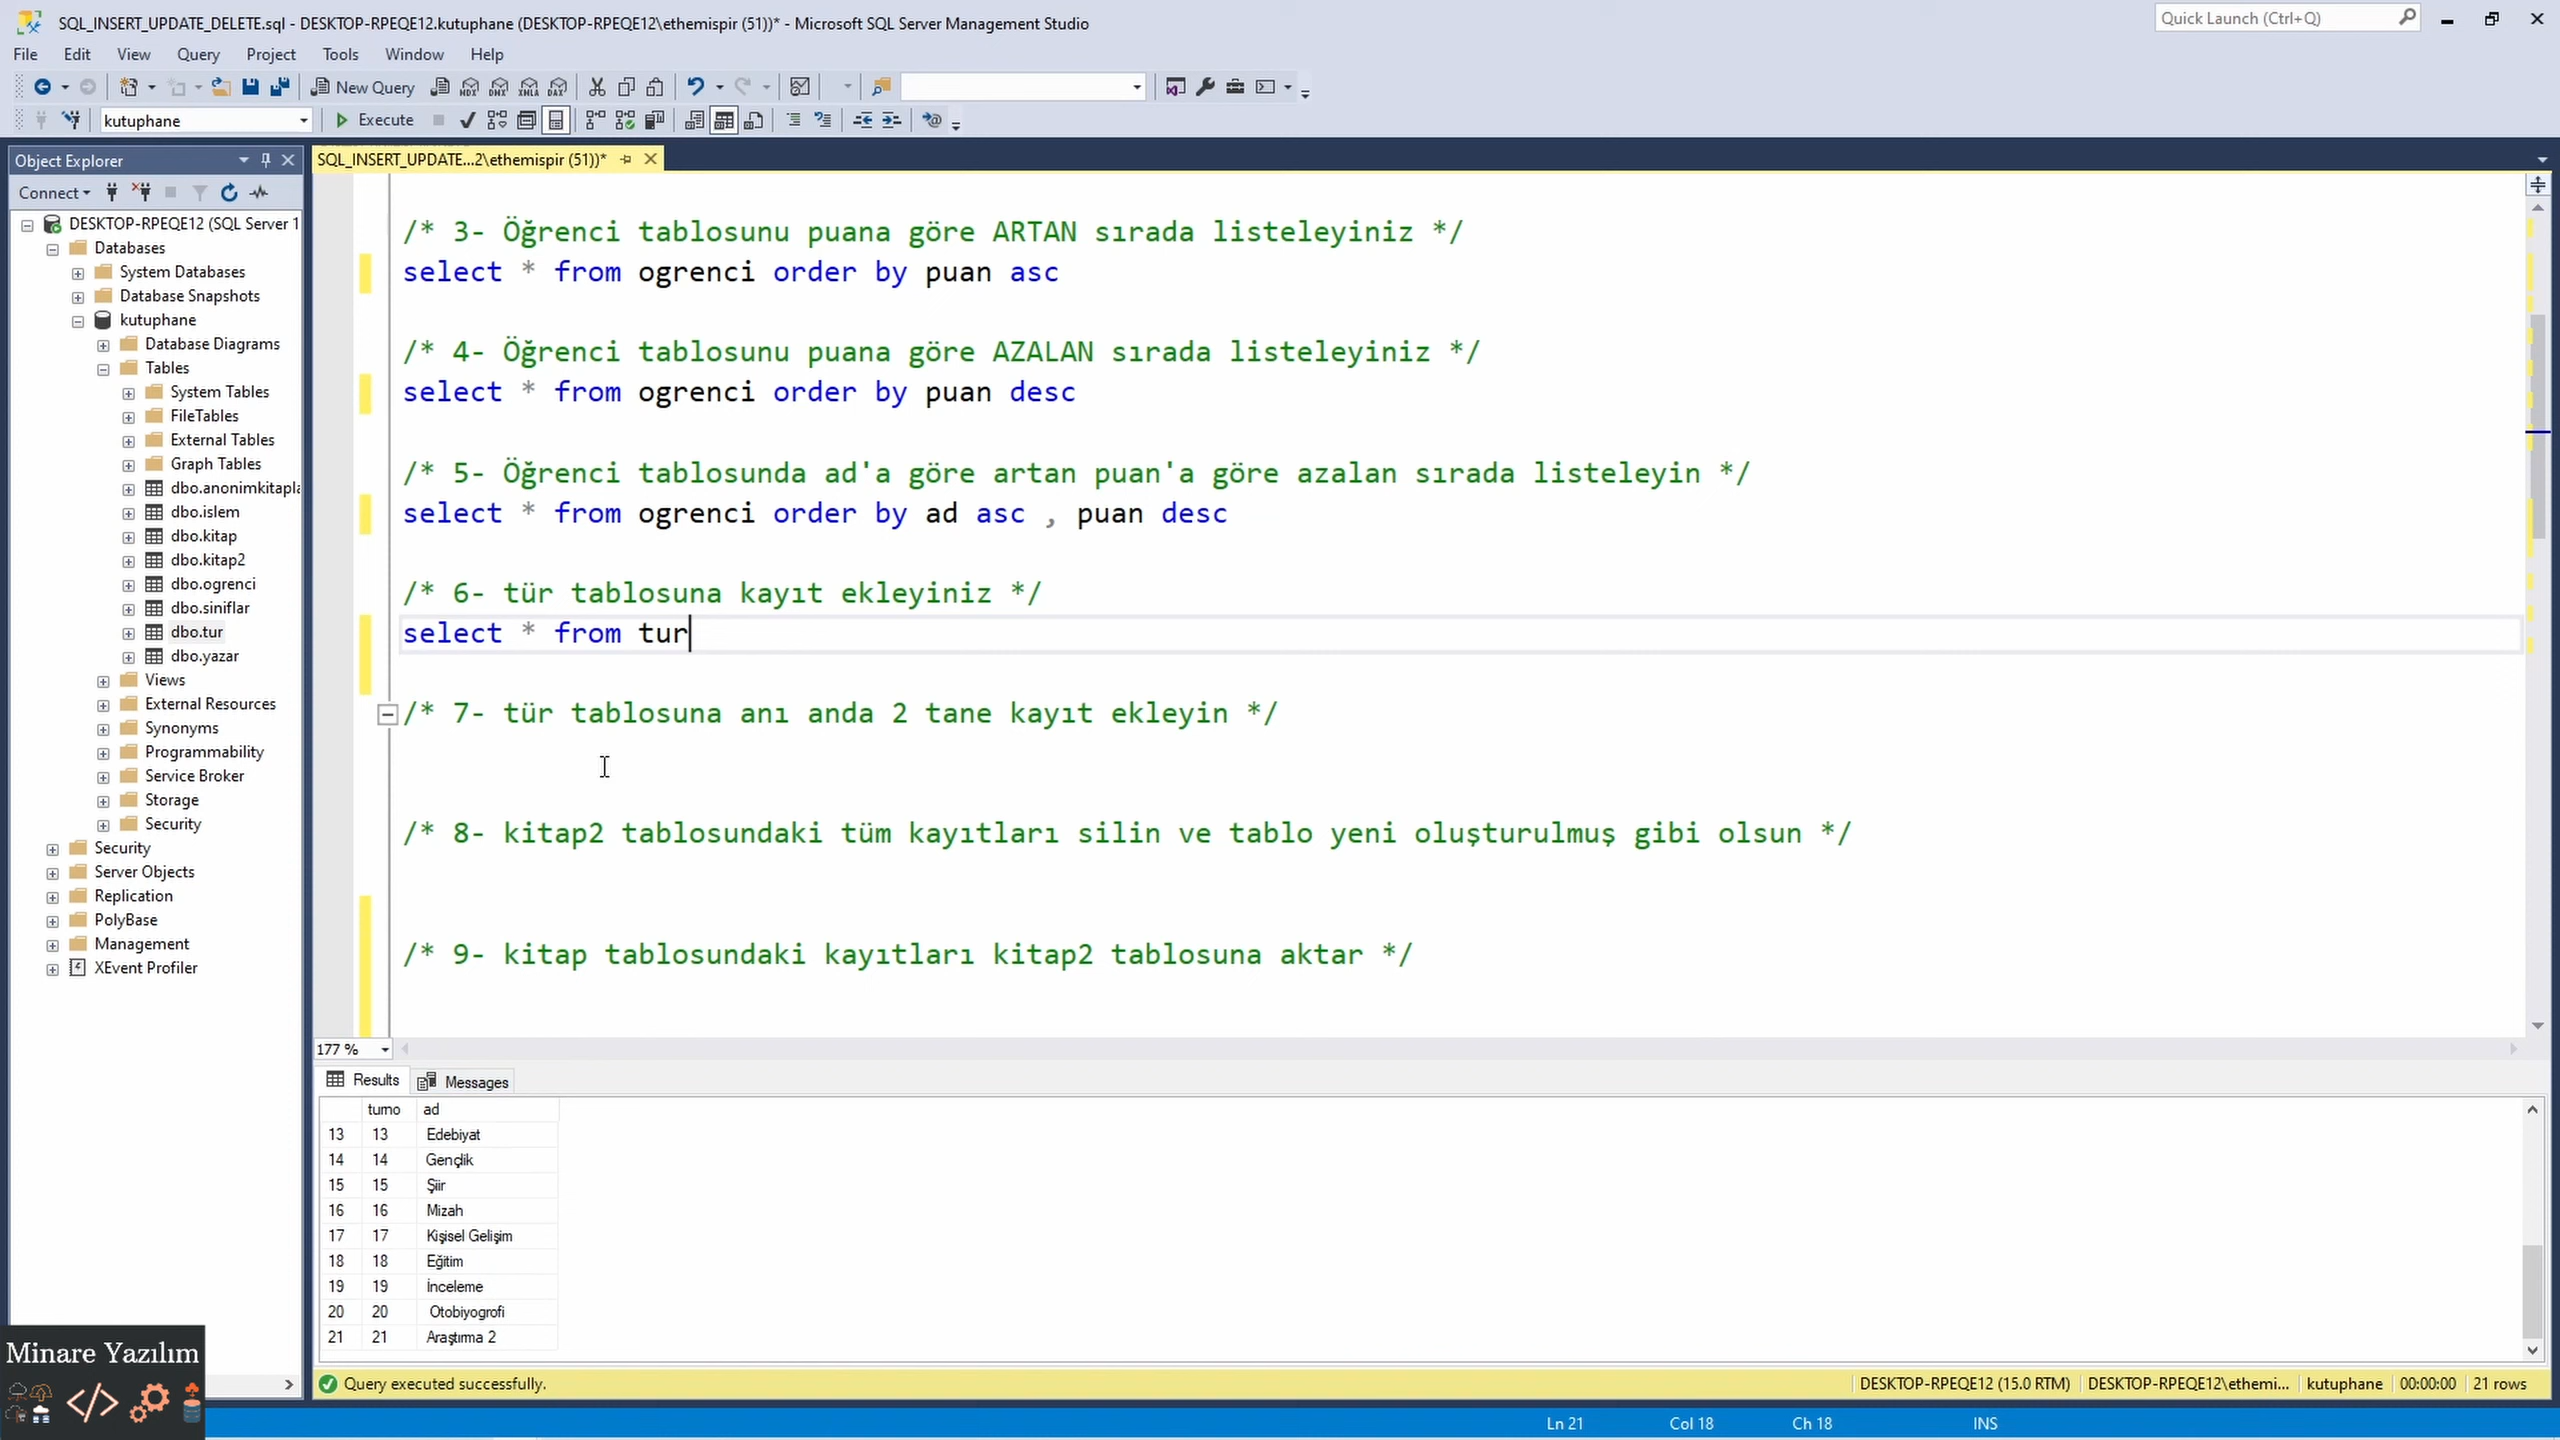 SQL_INSERT_UPDATE_DELETE.sql - DESKTOP-RPEQE12.kutuphane (DESKTOP-RPEQE12\ethemispir (51))* - Microsoft SQL Server Management Studio
Quick Launch (Ctrl+Q)
File Edit View Query Project Tools Window Help
New Query
MDX DMX XMLA DAX
kutuphane
Execute
Object Explorer
SQL_INSERT_UPDATE...2\ethemispir (51))*
Connect
DESKTOP-RPEQE12 (SQL Server 1
Databases
System Databases
Database Snapshots
kutuphane
Database Diagrams
Tables
System Tables
FileTables
External Tables
Graph Tables
dbo.anonimkitapla
dbo.islem
dbo.kitap
dbo.kitap2
dbo.ogrenci
dbo.siniflar
dbo.tur
dbo.yazar
Views
External Resources
Synonyms
Programmability
Service Broker
Storage
Security
Security
Server Objects
Replication
PolyBase
Management
XEvent Profiler
/* 3- Öğrenci tablosunu puana göre ARTAN sırada listeleyiniz */
select * from ogrenci order by puan asc
/* 4- Öğrenci tablosunu puana göre AZALAN sırada listeleyiniz */
select * from ogrenci order by puan desc
/* 5- Öğrenci tablosunda ad'a göre artan puan'a göre azalan sırada listeleyin */
select * from ogrenci order by ad asc , puan desc
/* 6- tür tablosuna kayıt ekleyiniz */
select * from tur
/* 7- tür tablosuna anı anda 2 tane kayıt ekleyin */
/* 8- kitap2 tablosundaki tüm kayıtları silin ve tablo yeni oluşturulmuş gibi olsun */
/* 9- kitap tablosundaki kayıtları kitap2 tablosuna aktar */
177 %
Results Messages
turno ad
13 13 Edebiyat
14 14 Gençlik
15 15 Şiir
16 16 Mizah
17 17 Kişisel Gelişim
18 18 Eğitim
19 19 İnceleme
20 20 Otobiyogrofi
21 21 Araştırma 2
Query executed successfully.
DESKTOP-RPEQE12 (15.0 RTM) DESKTOP-RPEQE12\ethemi... kutuphane 00:00:00 21 rows
Ln 21 Col 18 Ch 18 INS
Minare Yazılım